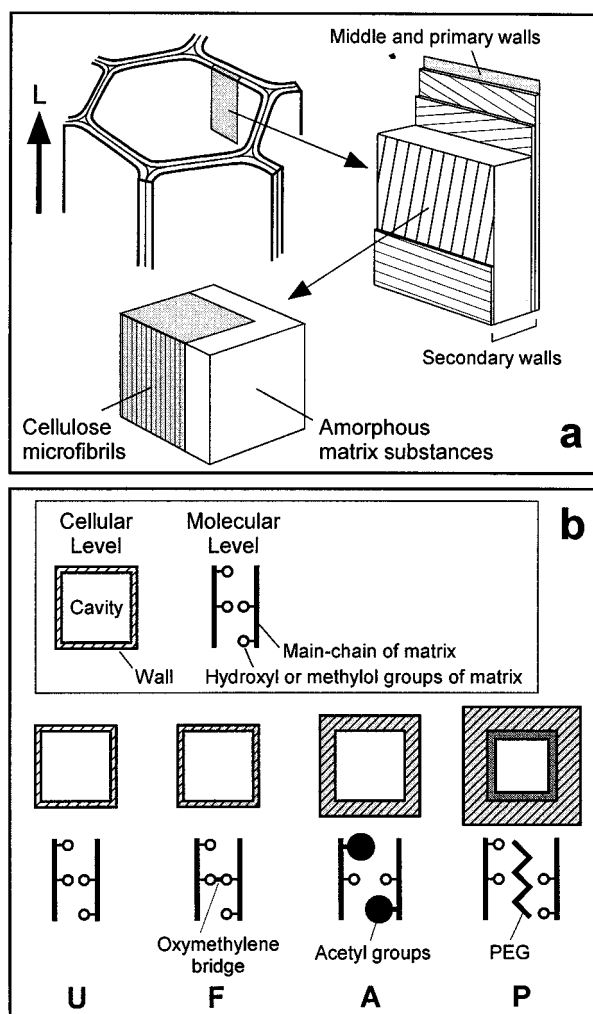 Middle and primary walls
L
Secondary walls
Cellulose
microfibrils
Amorphous
matrix substances
a
b
Cellular
Level
Molecular
Level
Cavity
Wall
Main-chain of matrix
Hydroxyl or methylol groups of matrix
Oxymethylene
bridge
Acetyl groups
PEG
U
F
A
P